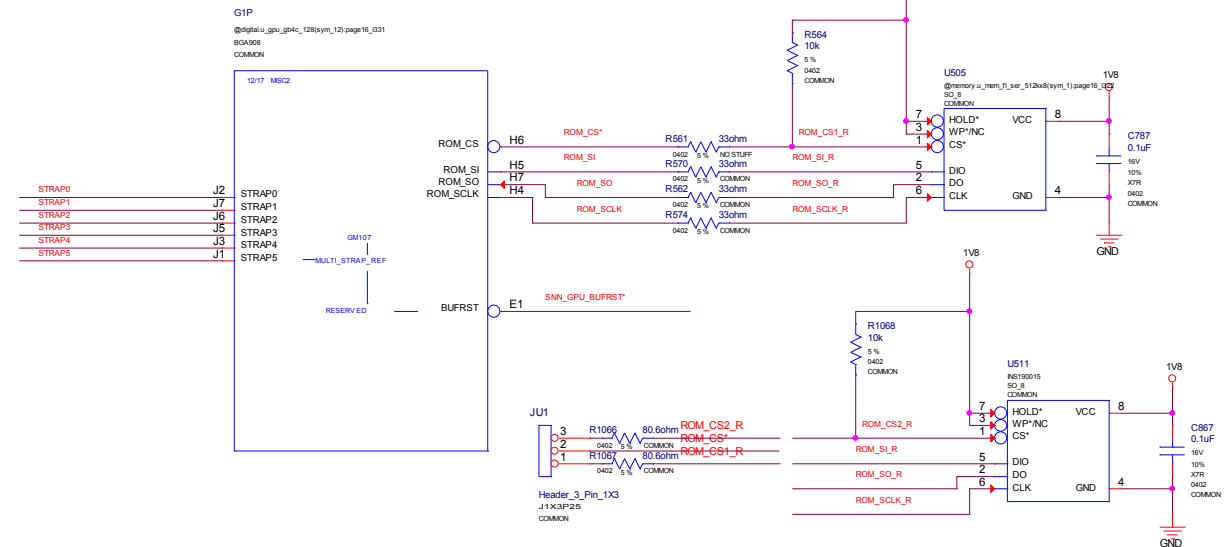 G1P
@digital.u_gpu_gb4c_128(sym_12):page16_i331
BGA908
COMMON
12/17 MISC2
ROM_CS
H6
ROM_SI
H5
ROM_SO
H7
ROM_SCLK
H4
STRAP0
J2
STRAP0
STRAP1
J7
STRAP1
STRAP2
J6
STRAP2
STRAP3
J5
STRAP3
STRAP4
J3
STRAP4
STRAP5
J1
STRAP5
GM107
MULTI_STRAP_REF
RESERVED
BUFRST
E1
SNN_GPU_BUFRST*
ROM_CS*
R561
33ohm
0402
5 %
NO STUFF
ROM_CS1_R
ROM_SI
R570
33ohm
0402
5 %
COMMON
ROM_SI_R
ROM_SO
R562
33ohm
0402
5 %
COMMON
ROM_SO_R
ROM_SCLK
R574
33ohm
0402
5 %
COMMON
ROM_SCLK_R
R564
10k
5 %
0402
COMMON
U505
@memory.u_mem_fl_ser_512kx8(sym_1):page16_i322
SO_8
COMMON
7
HOLD*
3
WP*/NC
1
CS*
5
DIO
2
DO
6
CLK
VCC
8
GND
4
1V8
C787
0.1uF
16V
10%
X7R
0402
COMMON
GND
1V8
R1068
10k
5 %
0402
COMMON
JU1
3
2
1
R1066
80.6ohm
0402
5 %
COMMON
ROM_CS2_R
ROM_CS*
R1067
80.6ohm
0402
5 %
COMMON
ROM_CS1_R
Header_3_Pin_1X3
J1X3P25
COMMON
ROM_CS2_R
ROM_SI_R
ROM_SO_R
ROM_SCLK_R
U511
INS190015
SO_8
COMMON
7
HOLD*
3
WP*/NC
1
CS*
5
DIO
2
DO
6
CLK
VCC
8
GND
4
1V8
C867
0.1uF
16V
10%
X7R
0402
COMMON
GND